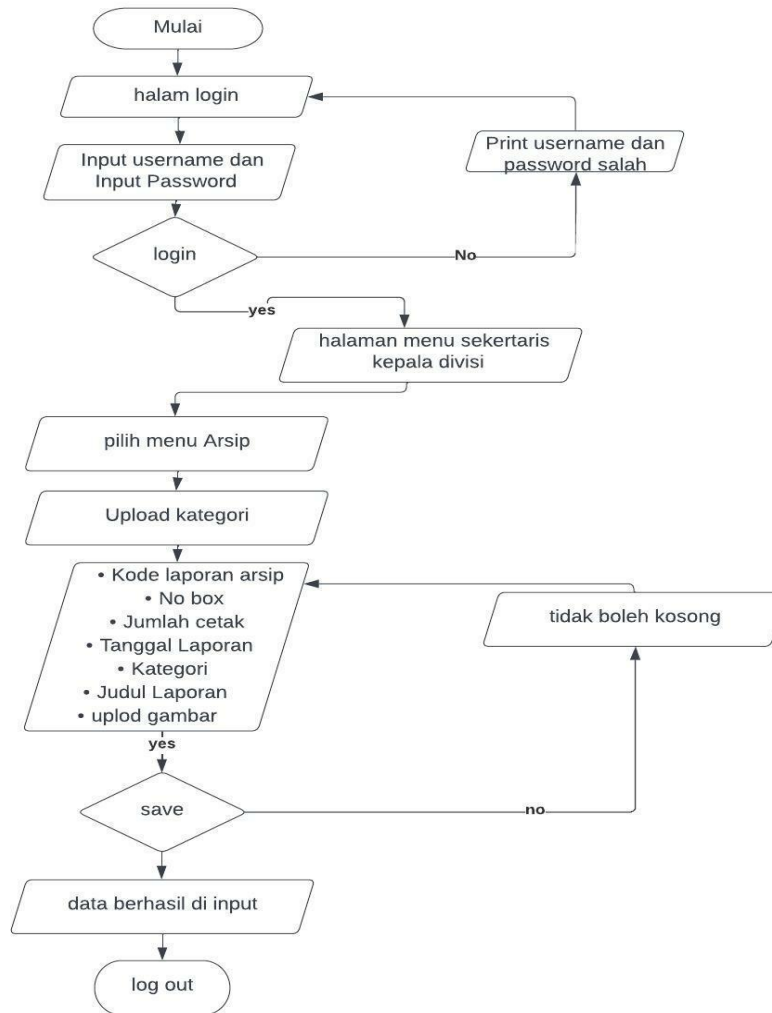 Mulai
halam login
Input username dan
Input Password
Print username dan
password salah
login
No
yes
halaman menu sekertaris
kepala divisi
pilih menu Arsip
Upload kategori
• Kode laporan arsip
• No box
• Jumlah cetak
• Tanggal Laporan
• Kategori
• Judul Laporan
• uplod gambar
tidak boleh kosong
yes
save
no
data berhasil di input
log out